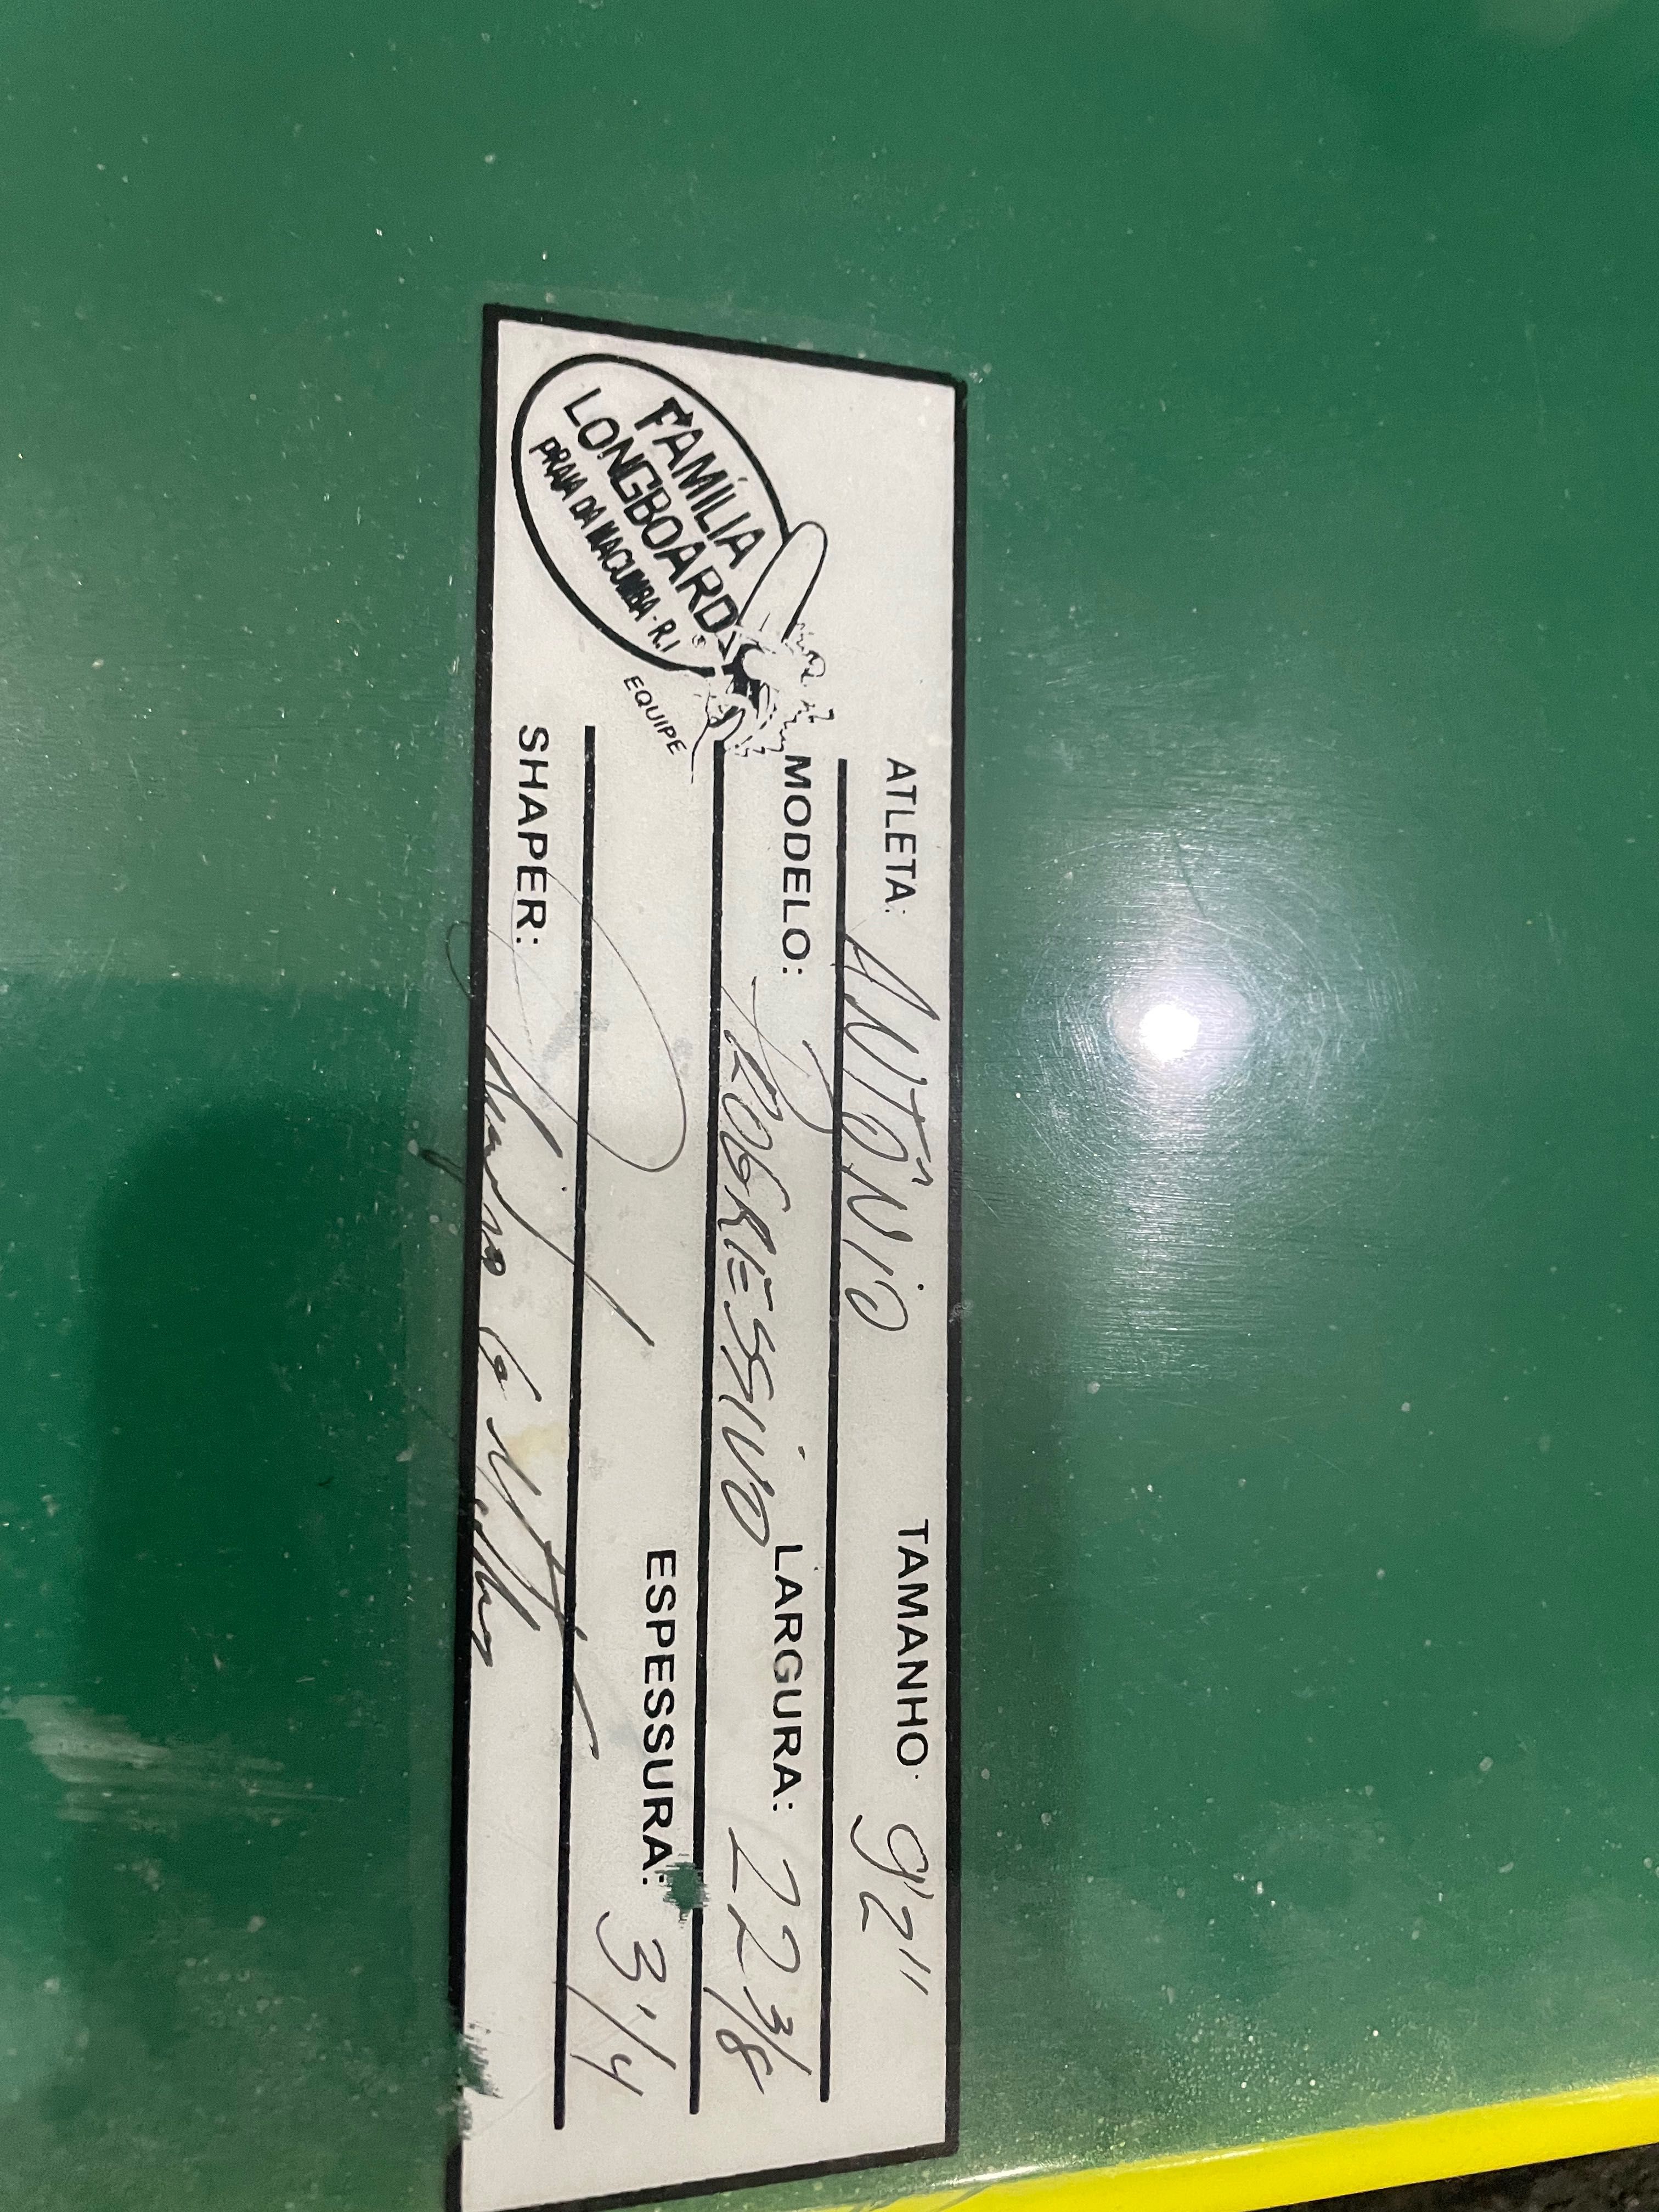 FAMÍLIA
LONGBOARD
PRAIA DA MACUMBA - RJ
EQUIPE
ATLETA: ANTÔNIO TAMANHO: 9'2"
MODELO: PROGRESSIVO LARGURA: 22 3/8
ESPESSURA: 3 1/4
SHAPER: